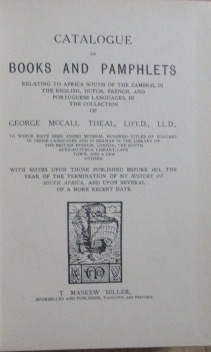 CATALOGUE
OF
BOOKS AND PAMPHLETS
RELATING TO AFRICA SOUTH OF THE ZAMBESI, IN
THE ENGLISH, DUTCH, FRENCH, AND
PORTUGUESE LANGUAGES, IN
THE COLLECTION
OF
GEORGE McCALL THEAL, LITT.D., LL.D.,
TO WHICH HAVE BEEN ADDED SEVERAL HUNDRED TITLES OF VOLUMES
IN THESE LANGUAGES AND IN GERMAN IN THE LIBRARY OF
THE BRITISH MUSEUM, LONDON, THE SOUTH
AFRICAN PUBLIC LIBRARY, CAPE
TOWN, AND A FEW
OTHERS.
WITH NOTES UPON THOSE PUBLISHED BEFORE THE
YEAR OF THE TERMINATION OF MY HISTORY OF
SOUTH AFRICA, AND UPON SEVERAL
OF A MORE RECENT DATE.
T. MASKEW MILLER,
BOOKSELLER AND PUBLISHER,